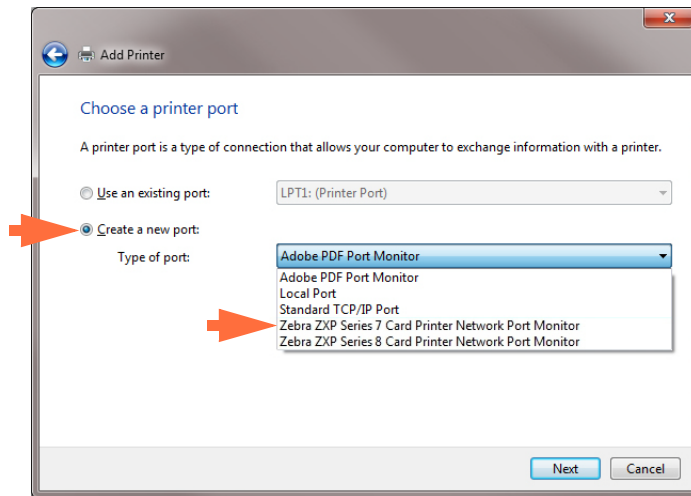 Add Printer
Choose a printer port
A printer port is a type of connection that allows your computer to exchange information with a printer.
Use an existing port: LPT1: (Printer Port)
Create a new port:
Type of port: Adobe PDF Port Monitor
Adobe PDF Port Monitor
Local Port
Standard TCP/IP Port
Zebra ZXP Series 7 Card Printer Network Port Monitor
Zebra ZXP Series 8 Card Printer Network Port Monitor
Next Cancel